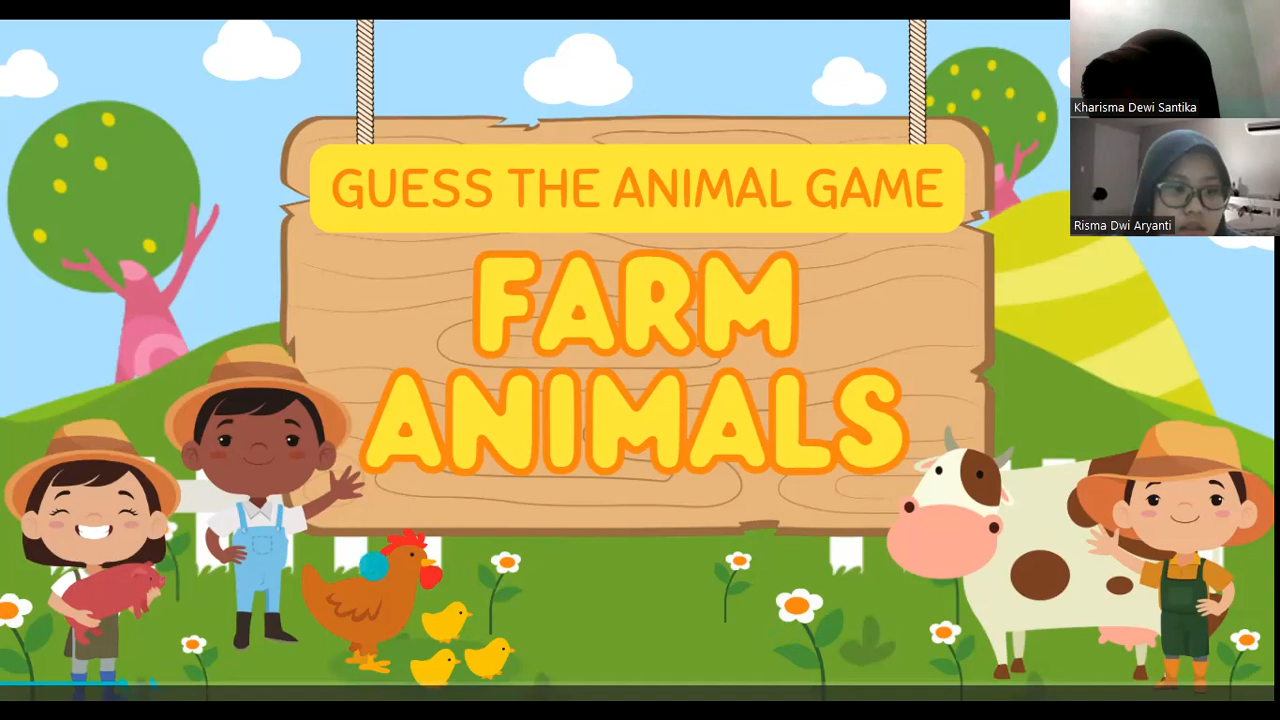 GUESS THE ANIMAL GAME
FARM
ANIMALS
Kharisma Dewi Santika
Risma Dwi Aryanti